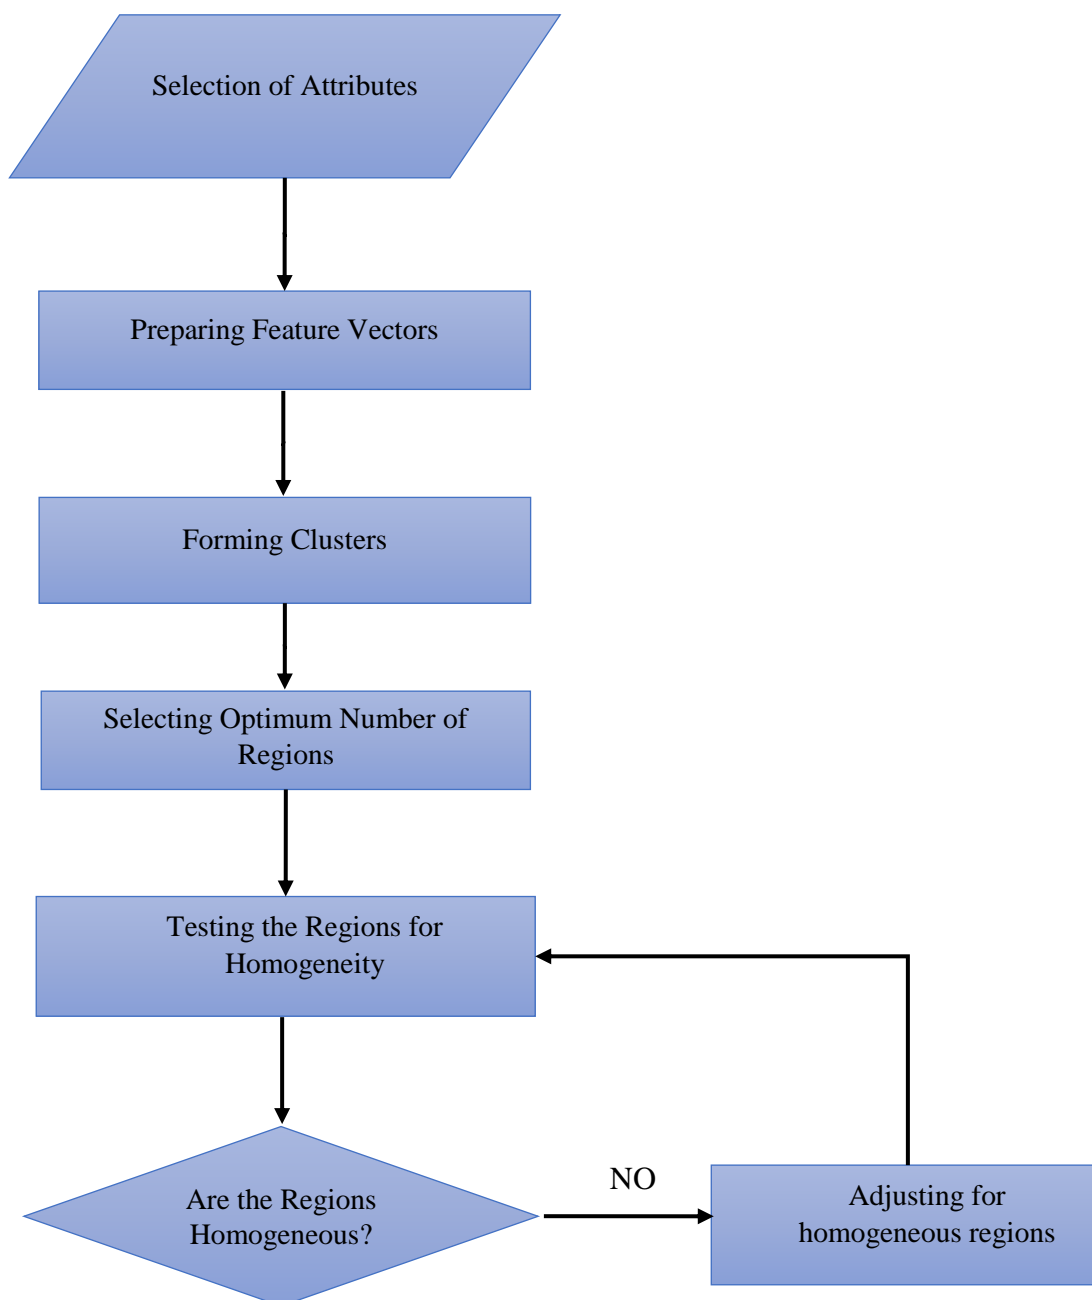 Selection of Attributes
Preparing Feature Vectors
Forming Clusters
Selecting Optimum Number of
Regions
Testing the Regions for
Homogeneity
Are the Regions
Homogeneous?
NO
Adjusting for
homogeneous regions